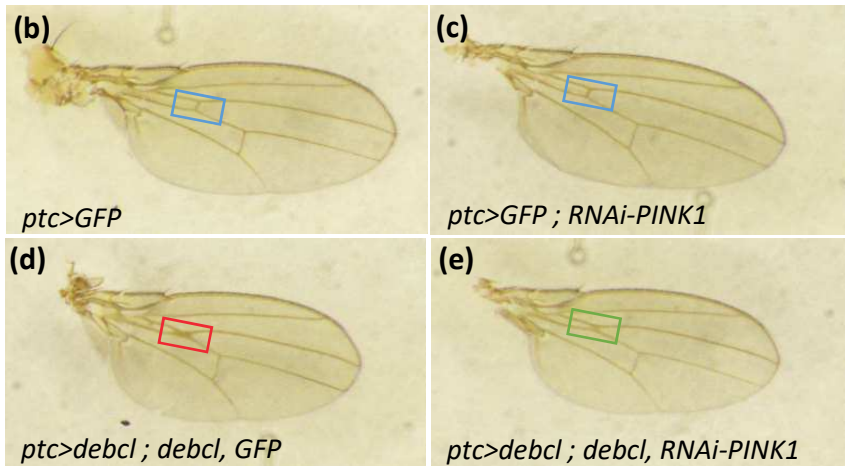 (b)
ptc>GFP
(c)
ptc>GFP ; RNAi-PINK1
(d)
ptc>debcl ; debcl, GFP
(e)
ptc>debcl ; debcl, RNAi-PINK1